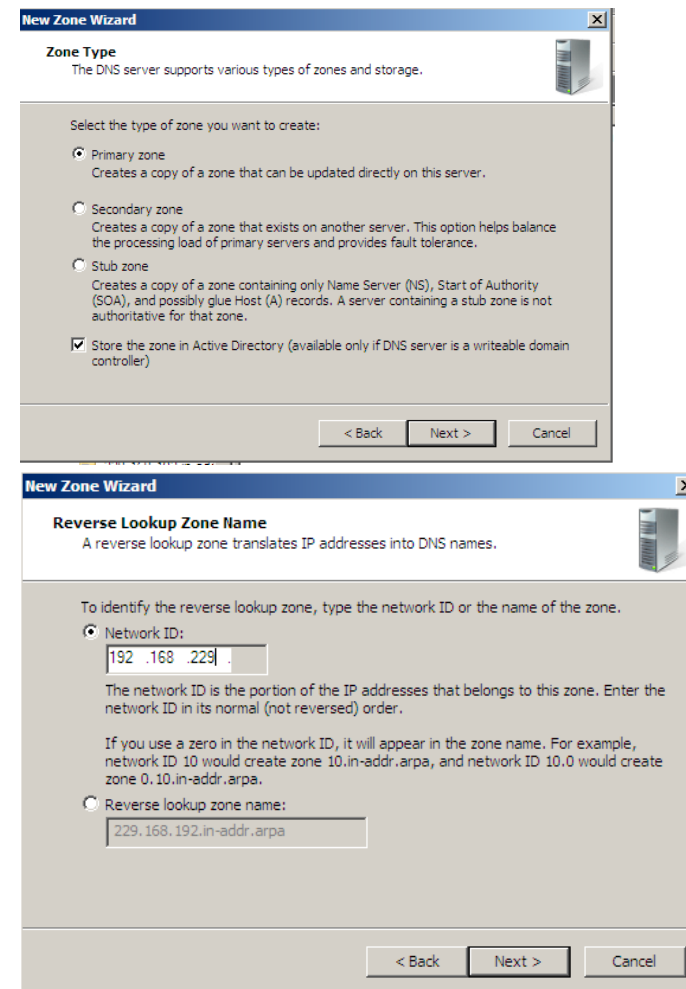 New Zone Wizard
Zone Type
The DNS server supports various types of zones and storage.
Select the type of zone you want to create:
Primary zone
Creates a copy of a zone that can be updated directly on this server.
Secondary zone
Creates a copy of a zone that exists on another server. This option helps balance
the processing load of primary servers and provides fault tolerance.
Stub zone
Creates a copy of a zone containing only Name Server (NS), Start of Authority
(SOA), and possibly glue Host (A) records. A server containing a stub zone is not
authoritative for that zone.
Store the zone in Active Directory (available only if DNS server is a writeable domain
controller)
< Back Next > Cancel
New Zone Wizard
Reverse Lookup Zone Name
A reverse lookup zone translates IP addresses into DNS names.
To identify the reverse lookup zone, type the network ID or the name of the zone.
Network ID:
192 .168 .229 .
The network ID is the portion of the IP addresses that belongs to this zone. Enter the
network ID in its normal (not reversed) order.
If you use a zero in the network ID, it will appear in the zone name. For example,
network ID 10 would create zone 10.in-addr.arpa, and network ID 10.0 would create
zone 0.10.in-addr.arpa.
Reverse lookup zone name:
229.168.192.in-addr.arpa
< Back Next > Cancel